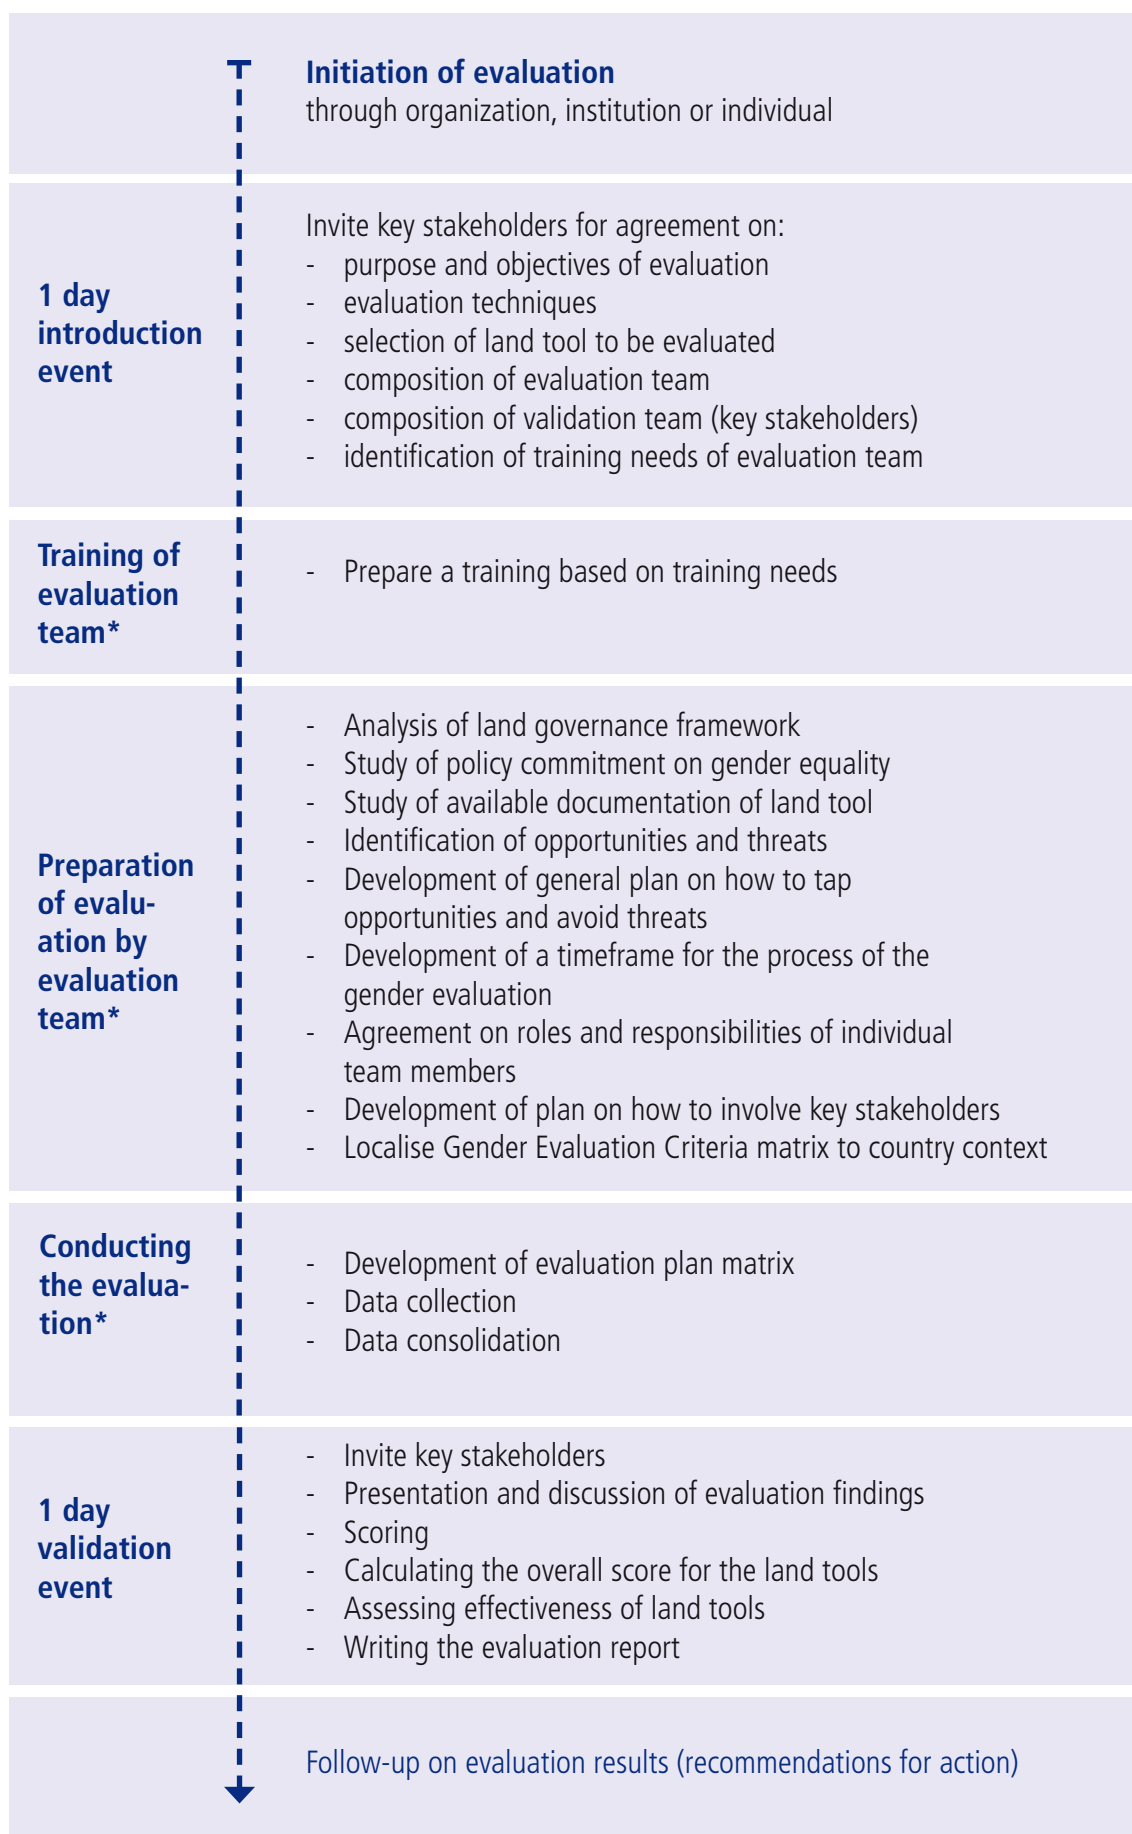 Initiation of evaluation
through organization, institution or individual
1 day
introduction
event
Invite key stakeholders for agreement on:
- purpose and objectives of evaluation
- evaluation techniques
- selection of land tool to be evaluated
- composition of evaluation team
- composition of validation team (key stakeholders)
- identification of training needs of evaluation team
Training of
evaluation
team*
- Prepare a training based on training needs
Preparation
of evalu-
ation by
evaluation
team*
- Analysis of land governance framework
- Study of policy commitment on gender equality
- Study of available documentation of land tool
- Identification of opportunities and threats
- Development of general plan on how to tap
opportunities and avoid threats
- Development of a timeframe for the process of the
gender evaluation
- Agreement on roles and responsibilities of individual
team members
- Development of plan on how to involve key stakeholders
- Localise Gender Evaluation Criteria matrix to country context
Conducting
the evalua-
tion*
- Development of evaluation plan matrix
- Data collection
- Data consolidation
1 day
validation
event
- Invite key stakeholders
- Presentation and discussion of evaluation findings
- Scoring
- Calculating the overall score for the land tools
- Assessing effectiveness of land tools
- Writing the evaluation report
Follow-up on evaluation results (recommendations for action)